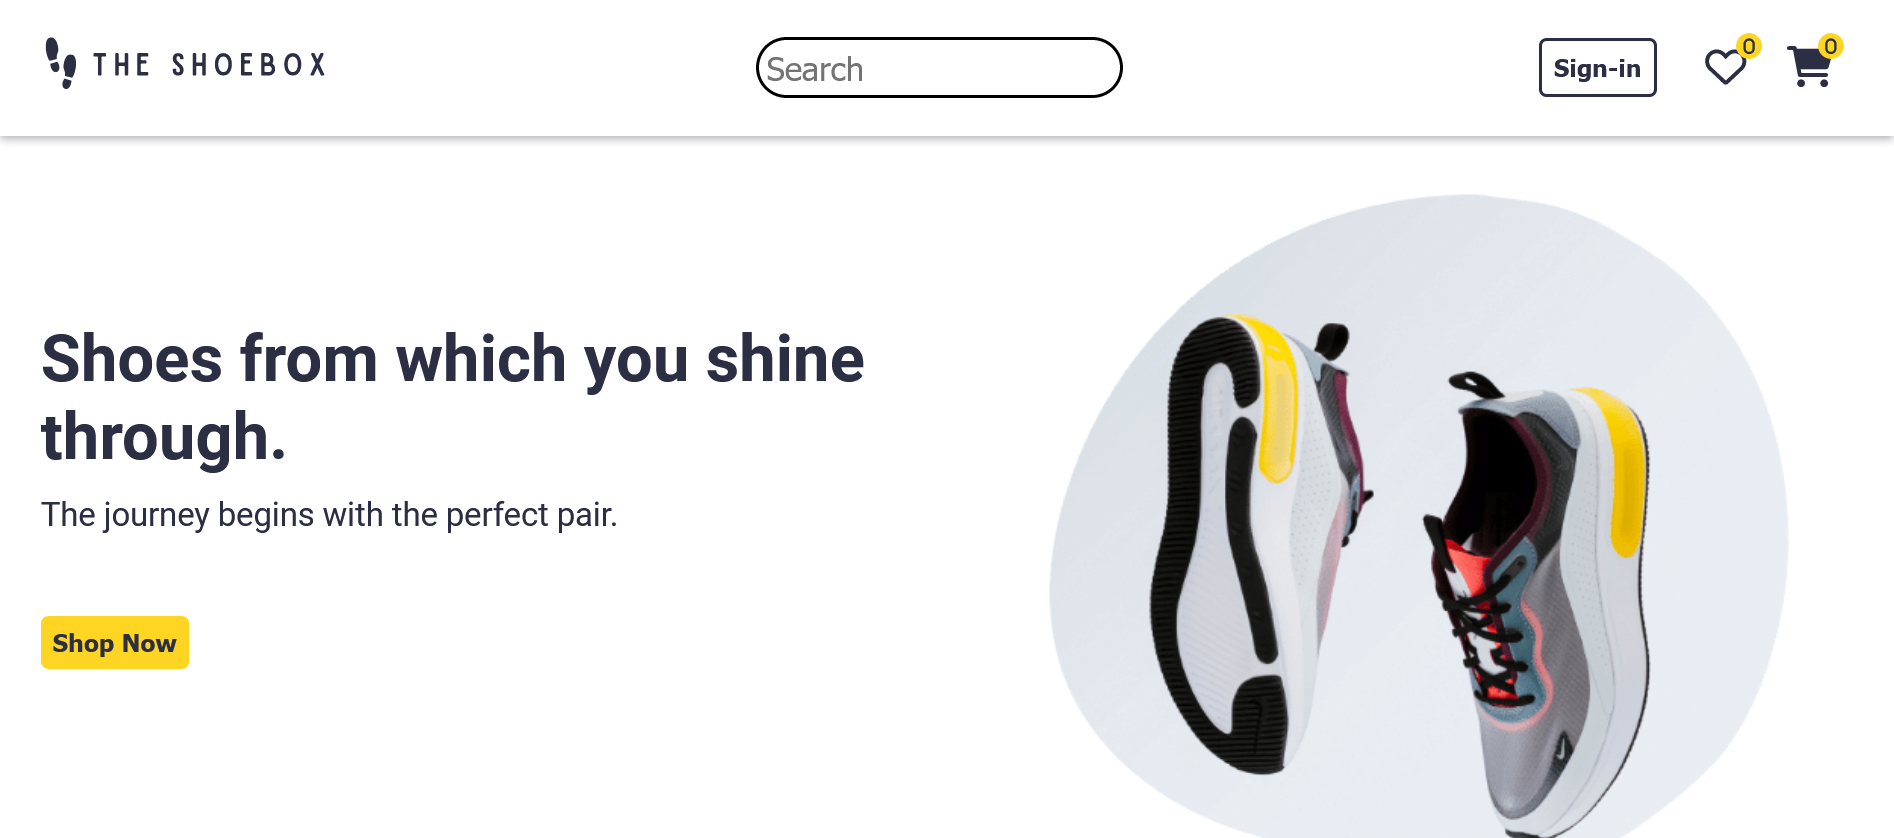 THE SHOEBOX
Search
Sign-in
0
0
Shoes from which you shine
through.
The journey begins with the perfect pair.
Shop Now